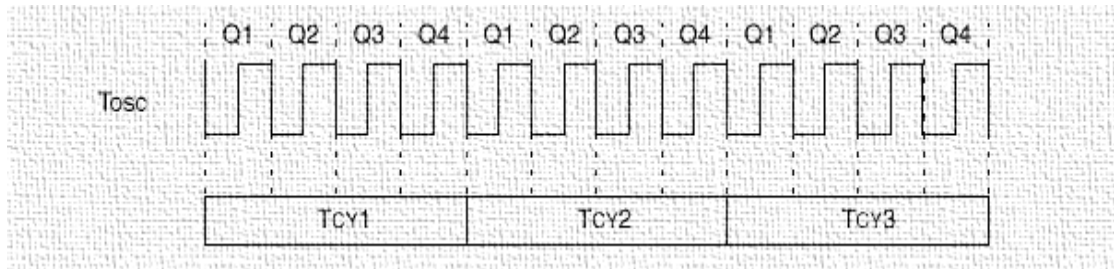 Q1 Q2 Q3 Q4 Q1 Q2 Q3 Q4 Q1 Q2 Q3 Q4
Tosc
TCY1 TCY2 TCY3